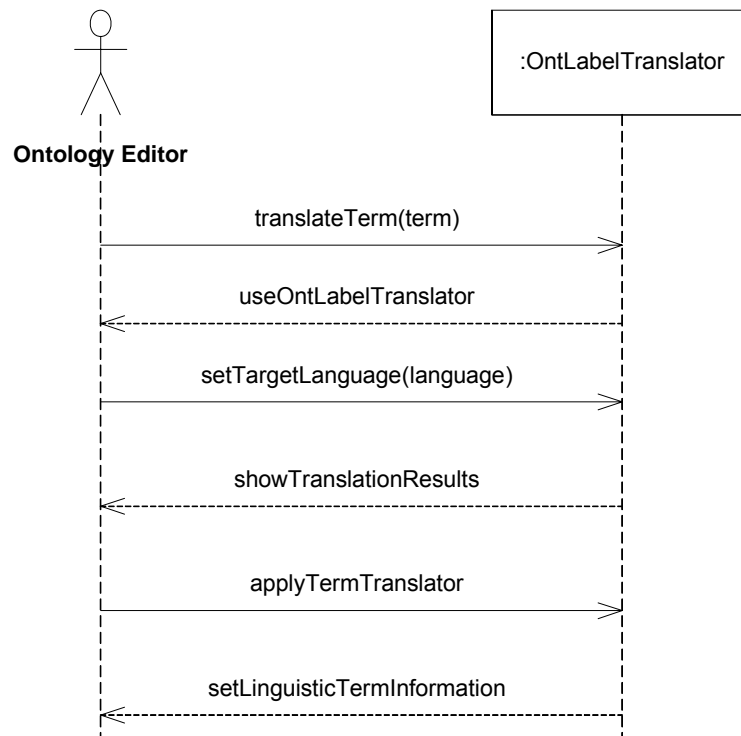 :OntLabelTranslator
Ontology Editor
translateTerm(term)
useOntLabelTranslator
setTargetLanguage(language)
showTranslationResults
applyTermTranslator
setLinguisticTermInformation